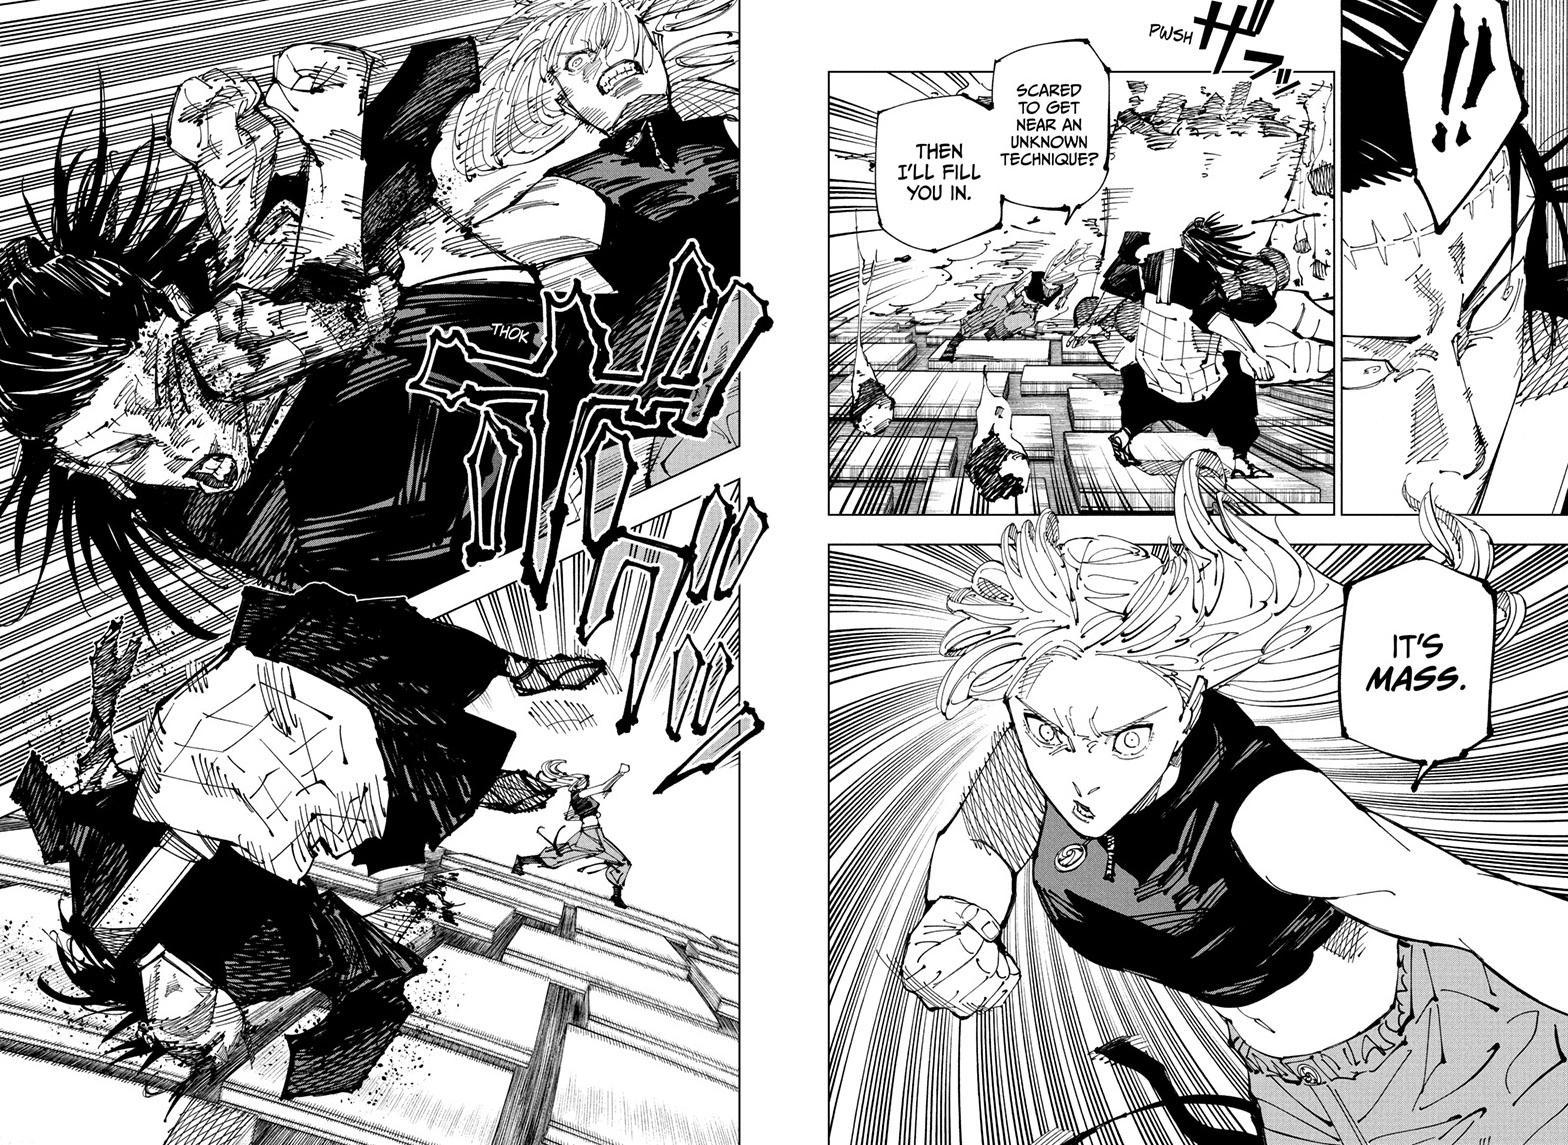 !!
PWSH
SCARED
TO GET
NEAR AN
UNKNOWN
TECHNIQUE?
THEN
I'LL FILL
YOU IN.
IT'S
MASS.
THOK